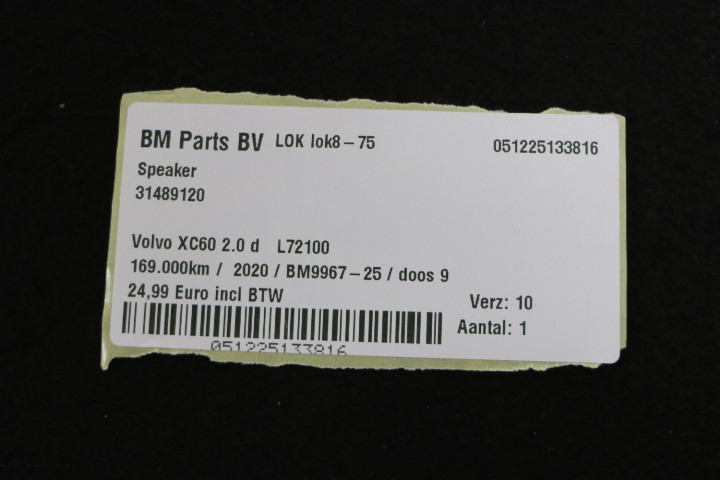 BM Parts BV LOK lok8-75 051225133816
Speaker
31489120
Volvo XC60 2.0 d L72100
169.000km / 2020 / BM9967-25 / doos 9
24,99 Euro incl BTW
Verz: 10
Aantal: 1
051225133816